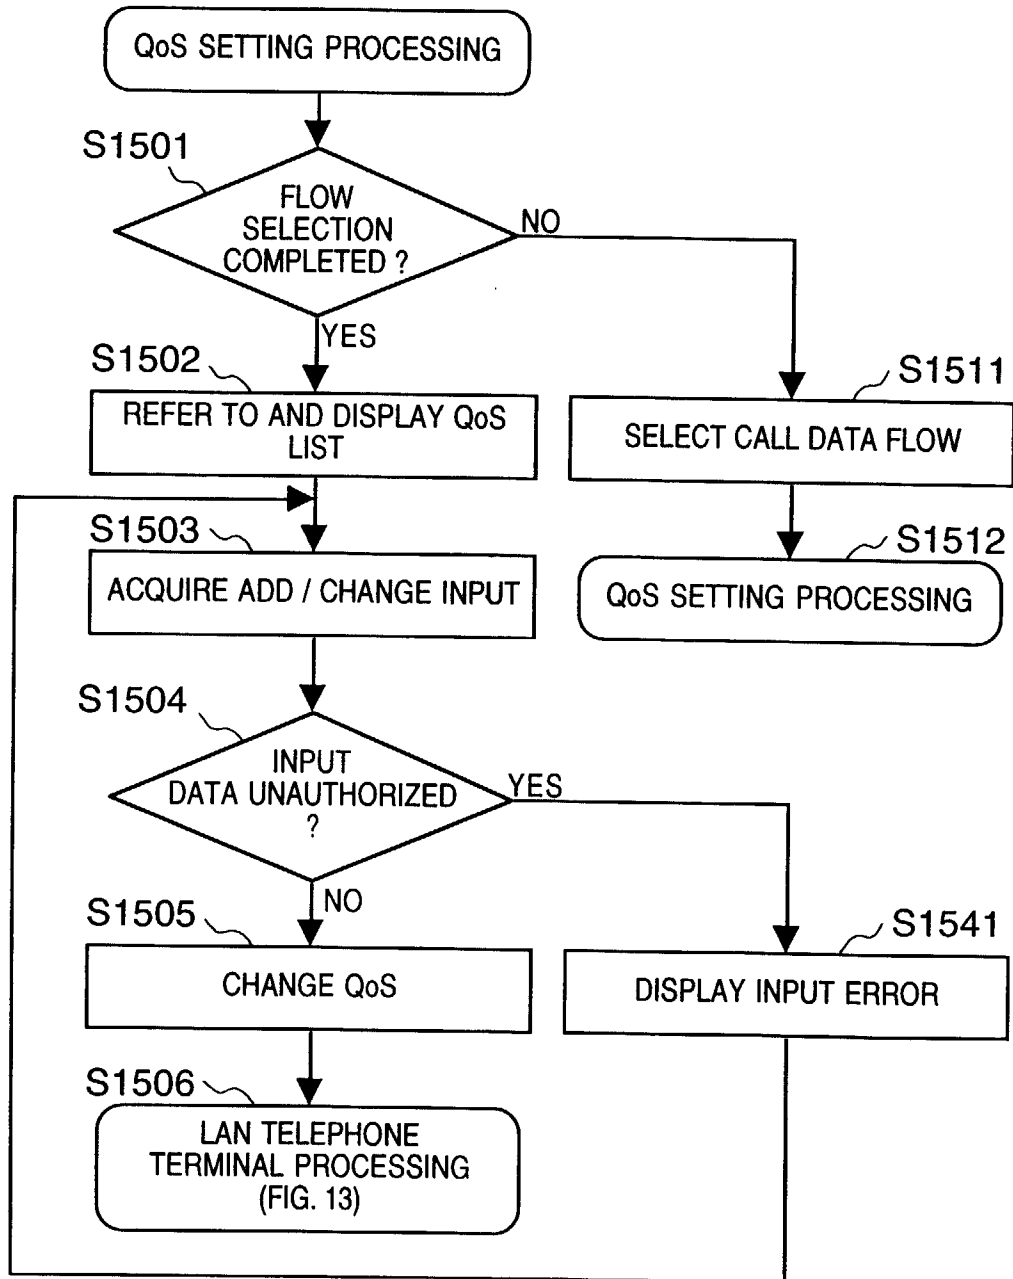 QoS SETTING PROCESSING
S1501
FLOW
SELECTION
COMPLETED ?
NO
YES
S1502
REFER TO AND DISPLAY QoS
LIST
S1511
SELECT CALL DATA FLOW
S1503
ACQUIRE ADD / CHANGE INPUT
S1512
QoS SETTING PROCESSING
S1504
INPUT
DATA UNAUTHORIZED
?
YES
NO
S1505
CHANGE QoS
S1541
DISPLAY INPUT ERROR
S1506
LAN TELEPHONE
TERMINAL PROCESSING
(FIG. 13)